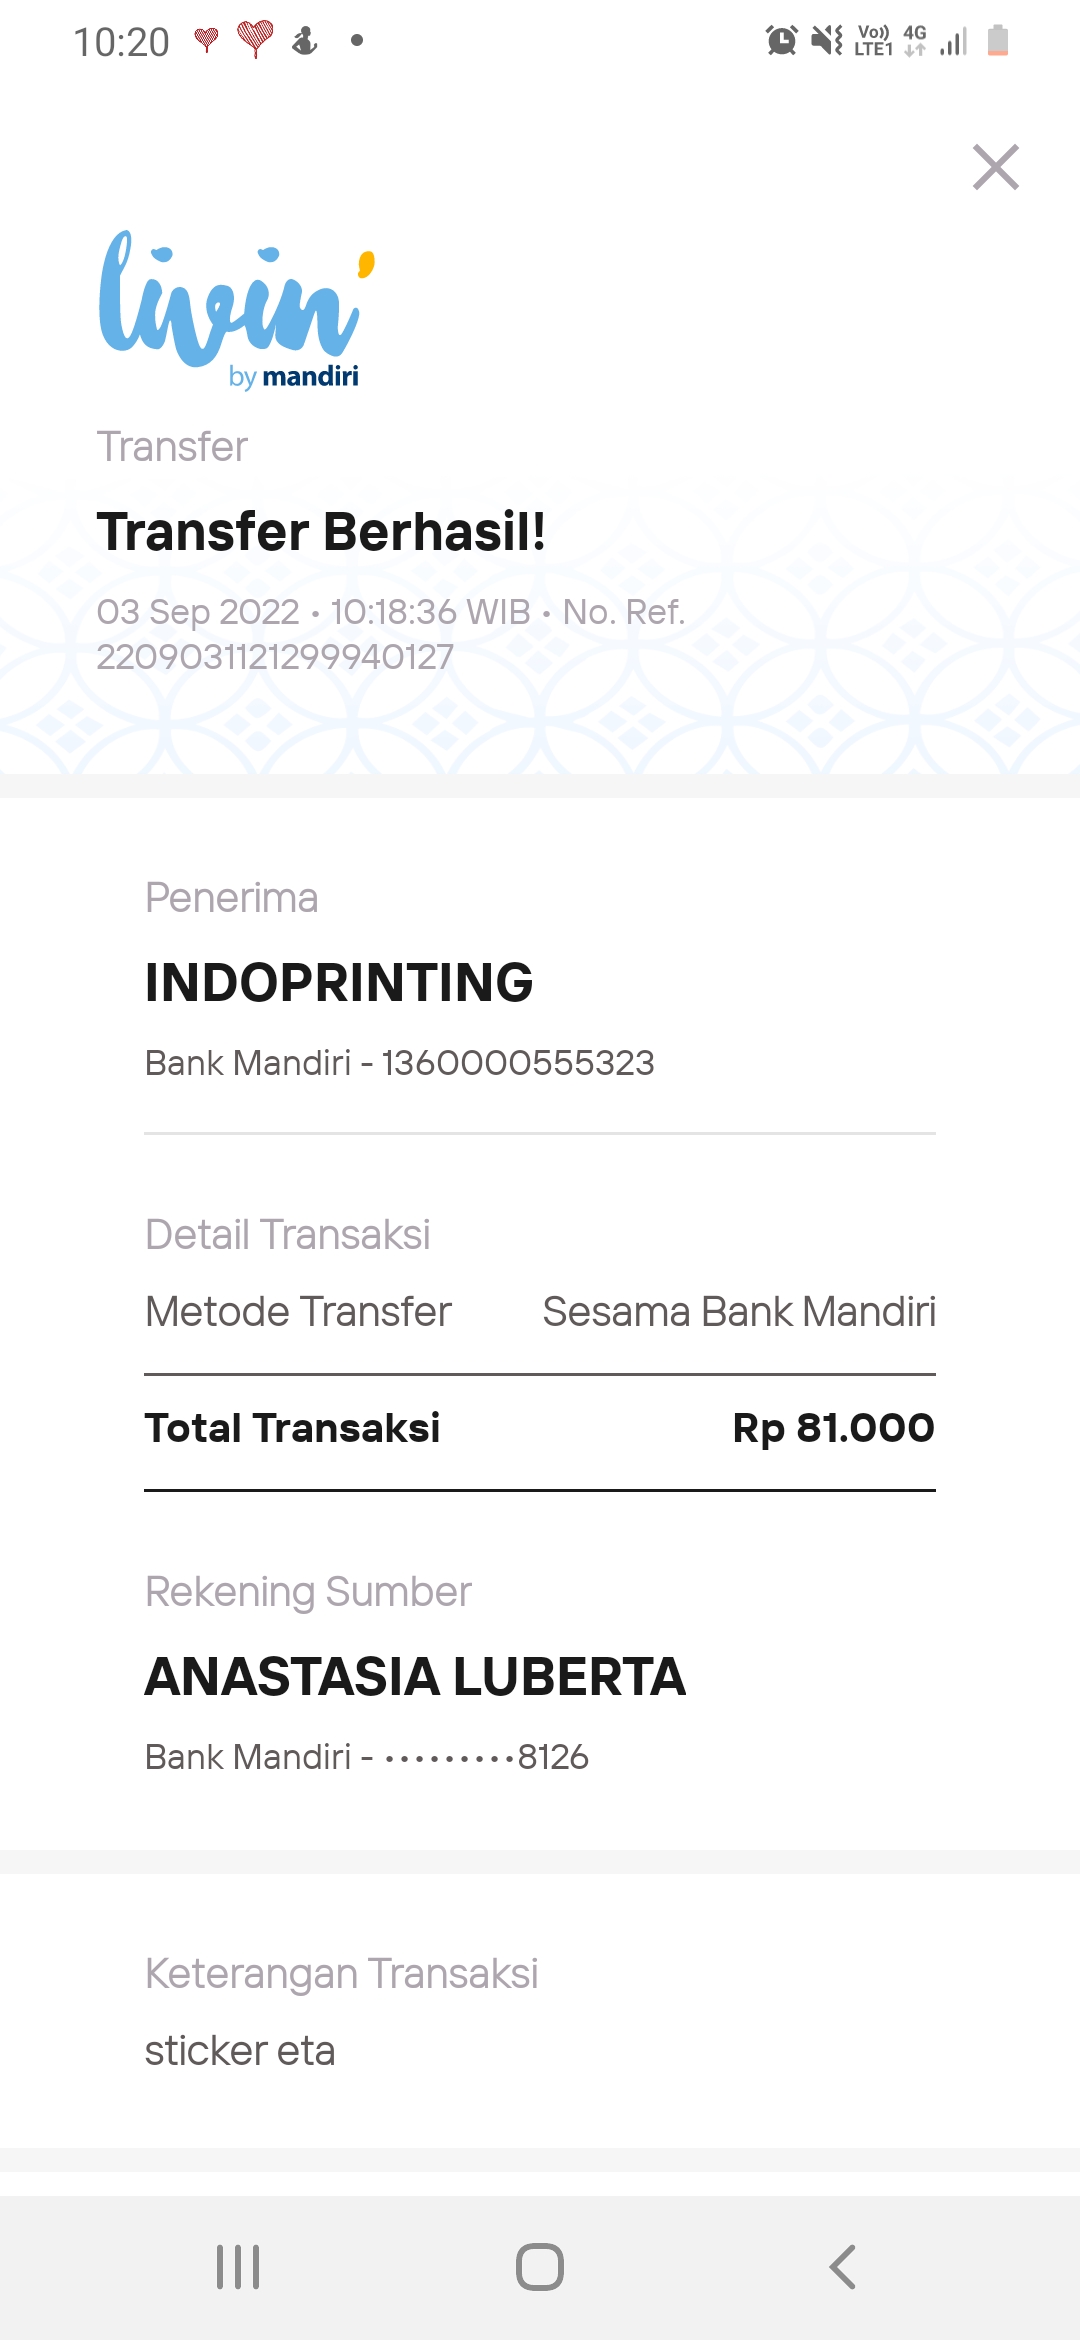 10:20
Vo)) 4G
LTE1
livin'
by mandiri
Transfer
Transfer Berhasil!
03 Sep 2022 • 10:18:36 WIB • No. Ref.
2209031121299940127
Penerima
INDOPRINTING
Bank Mandiri - 1360000555323
Detail Transaksi
Metode Transfer Sesama Bank Mandiri
Total Transaksi Rp 81.000
Rekening Sumber
ANASTASIA LUBERTA
Bank Mandiri - •••••••••8126
Keterangan Transaksi
sticker eta